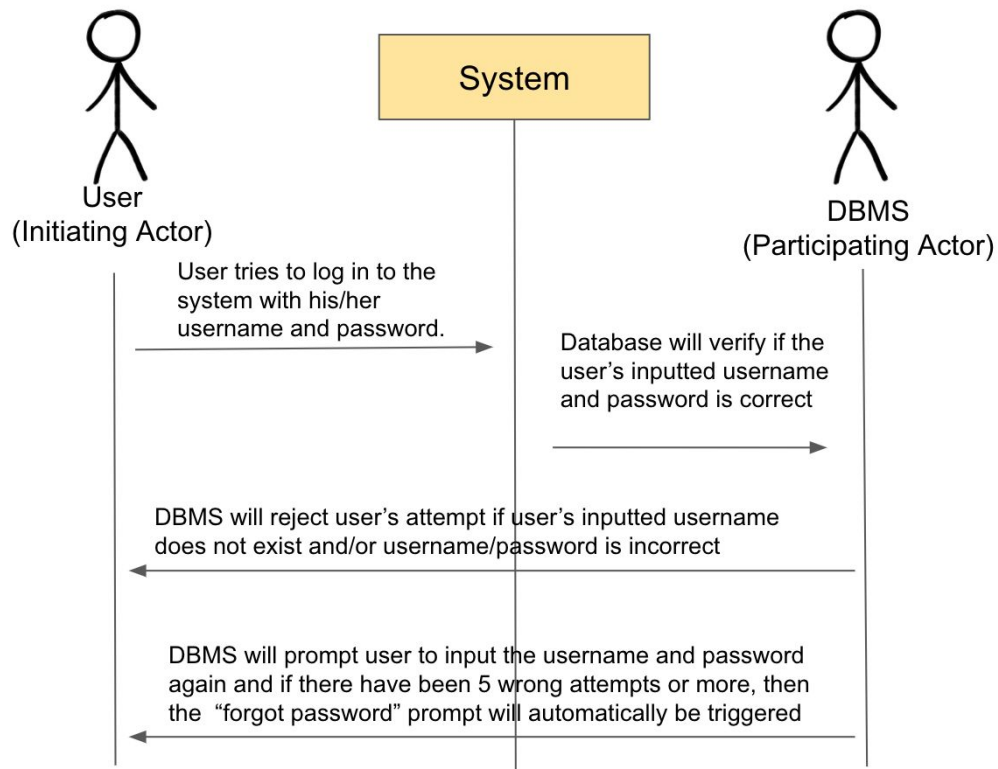 System
User
(Initiating Actor)
DBMS
(Participating Actor)
User tries to log in to the
system with his/her
username and password.
Database will verify if the
user’s inputted username
and password is correct
DBMS will reject user’s attempt if user’s inputted username
does not exist and/or username/password is incorrect
DBMS will prompt user to input the username and password
again and if there have been 5 wrong attempts or more, then
the “forgot password” prompt will automatically be triggered